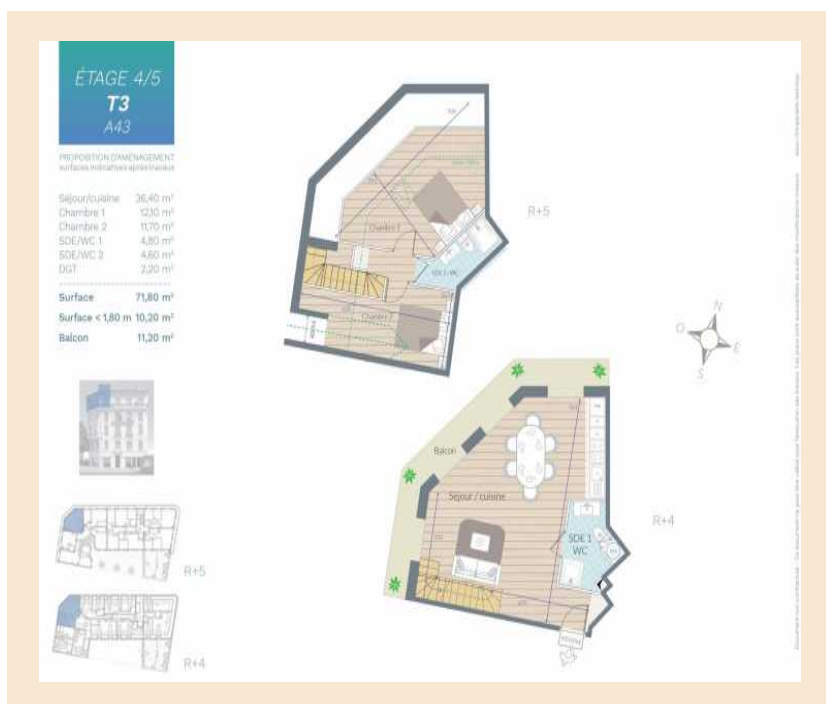 ÉTAGE 4/5
T3
A43
PROPOSITION D'AMÉNAGEMENT
surfaces indicatives après travaux
Séjour/cuisine 36,40 m²
Chambre 1 12,10 m²
Chambre 2 11,70 m²
SDE/WC 1 4,80 m²
SDE/WC 2 4,60 m²
DGT 2,20 m²
Surface 71,80 m²
Surface < 1,80 m 10,20 m²
Balcon 11,20 m²
R+5
Chambre 1
Chambre 2
N
O
E
S
Balcon
Séjour / cuisine
SDE 1
WC
R+4
R+5
R+4